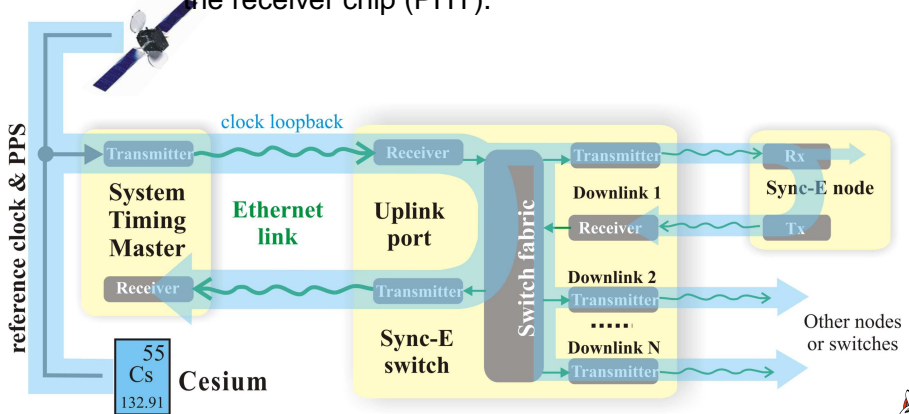 the receiver chip (PHY).
reference clock & PPS
clock loopback
Transmitter
System
Timing
Master
Receiver
Ethernet
link
Receiver
Uplink
port
Transmitter
Sync-E
switch
Switch fabric
Transmitter
Downlink 1
Receiver
Downlink 2
Transmitter
Downlink N
Transmitter
Rx
Sync-E node
Tx
Other nodes
or switches
55
Cs
132.91
Cesium